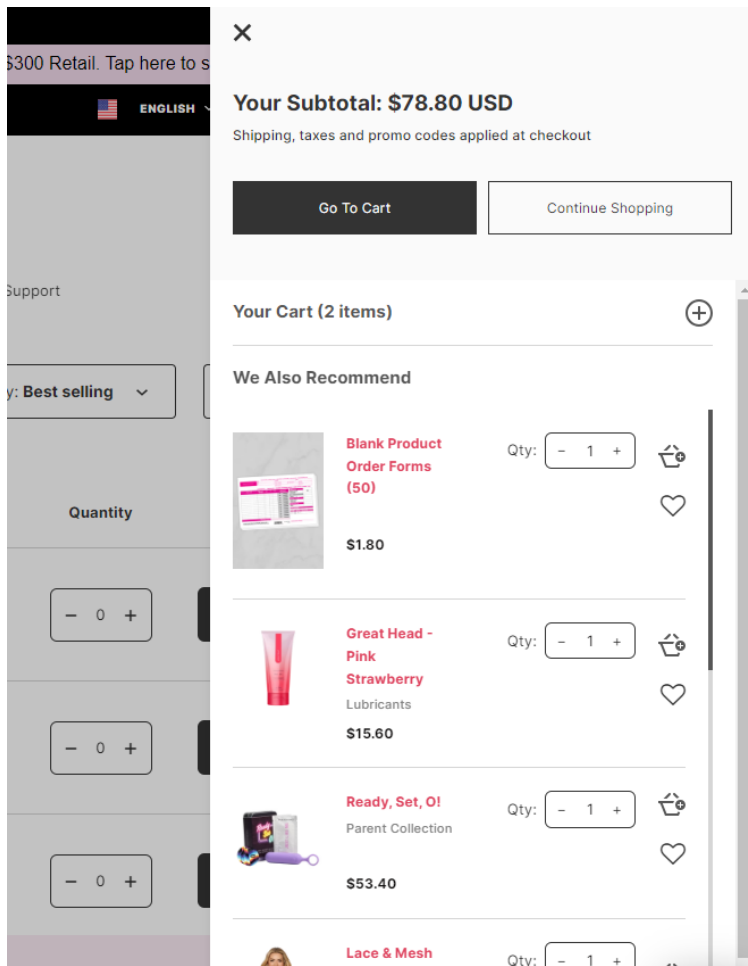 $300 Retail. Tap here to s
ENGLISH
Your Subtotal: $78.80 USD
Shipping, taxes and promo codes applied at checkout
Go To Cart
Continue Shopping
Support
Your Cart (2 items)
y: Best selling
We Also Recommend
Quantity
Blank Product
Order Forms
(50)
$1.80
Qty: − 1 +
− 0 +
Great Head -
Pink
Strawberry
Lubricants
$15.60
Qty: − 1 +
− 0 +
Ready, Set, O!
Parent Collection
$53.40
Qty: − 1 +
− 0 +
Lace & Mesh
Qty: − 1 +